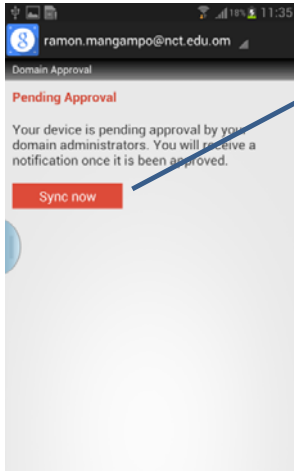 11:35
8 ramon.mangampo@nct.edu.om
Domain Approval
Pending Approval
Your device is pending approval by your
domain administrators. You will receive a
notification once it is been approved.
Sync now